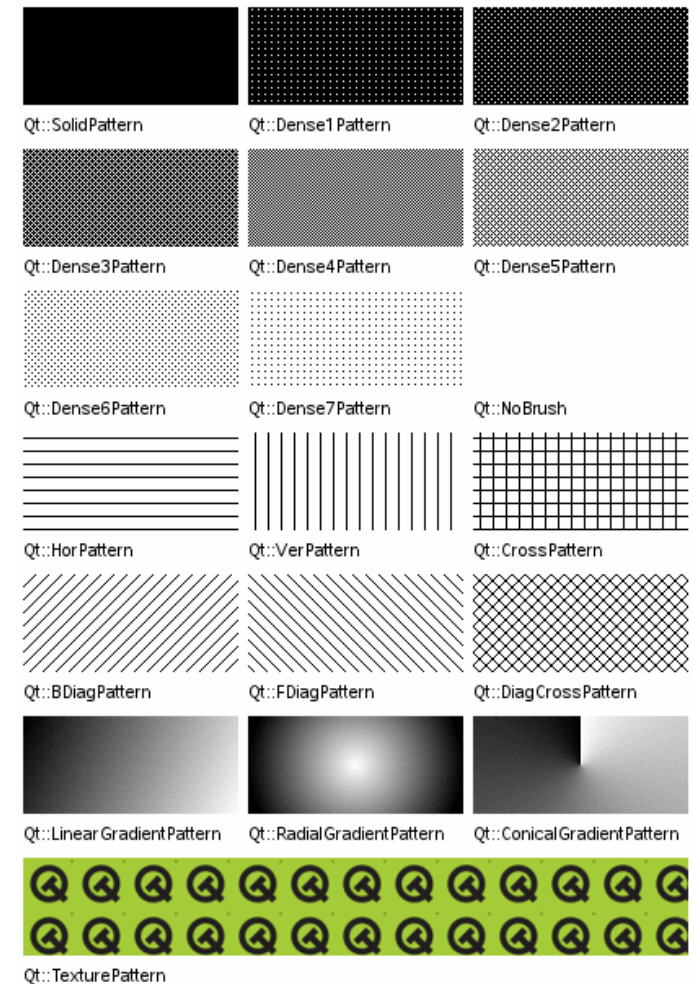 Qt::SolidPattern
Qt::Dense1Pattern
Qt::Dense2Pattern
Qt::Dense3Pattern
Qt::Dense4Pattern
Qt::Dense5Pattern
Qt::Dense6Pattern
Qt::Dense7Pattern
Qt::NoBrush
Qt::HorPattern
Qt::VerPattern
Qt::CrossPattern
Qt::BDiagPattern
Qt::FDiagPattern
Qt::DiagCrossPattern
Qt::LinearGradientPattern
Qt::RadialGradientPattern
Qt::ConicalGradientPattern
Qt::TexturePattern